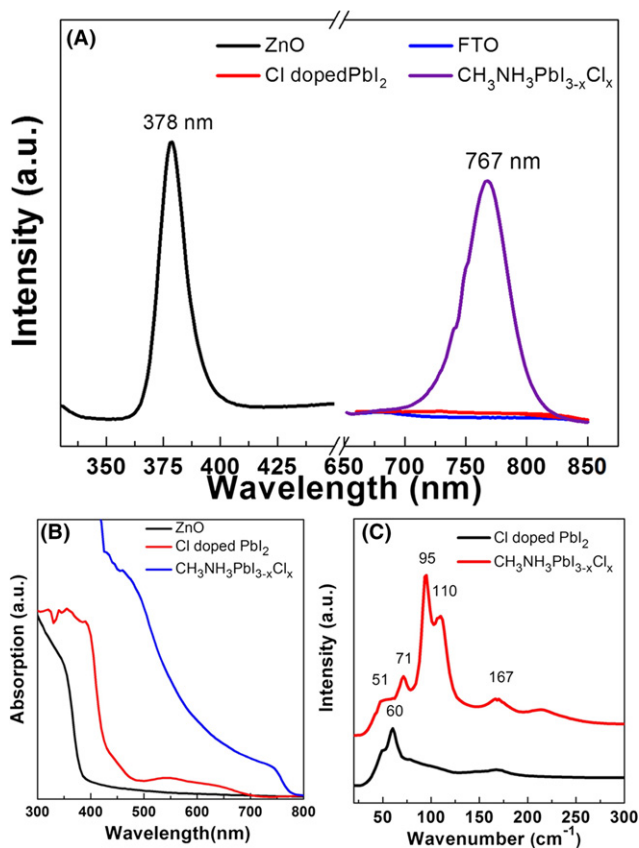 (A)
ZnO
FTO
Cl dopedPbI₂
CH₃NH₃PbI₃₋ₓClₓ
378 nm
767 nm
Intensity (a.u.)
350 375 400 425 650 700 750 800 850
Wavelength (nm)
(B)
ZnO
Cl doped PbI₂
CH₃NH₃PbI₃₋ₓClₓ
Absorption (a.u.)
300 400 500 600 700 800
Wavelength(nm)
(C)
Cl doped PbI₂
CH₃NH₃PbI₃₋ₓClₓ
95
110
71
51
167
60
Intensity (a.u.)
50 100 150 200 250 300
Wavenumber (cm⁻¹)